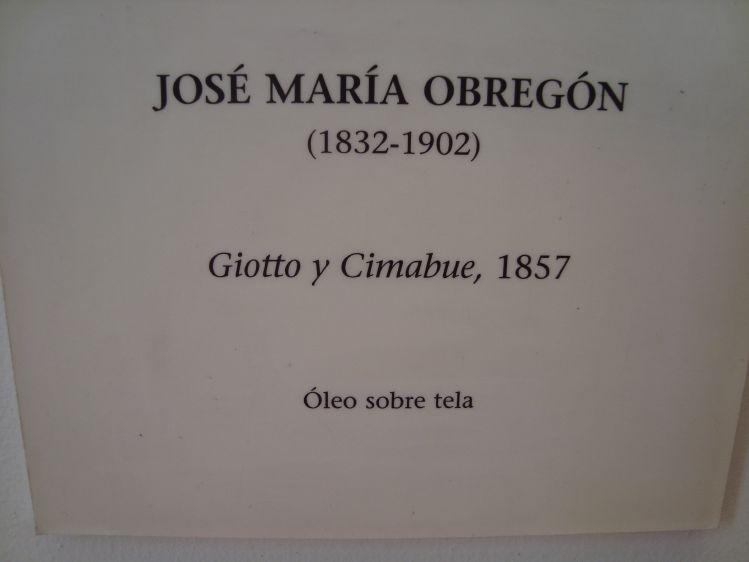 JOSÉ MARÍA OBREGÓN
(1832-1902)
Giotto y Cimabue, 1857
Óleo sobre tela